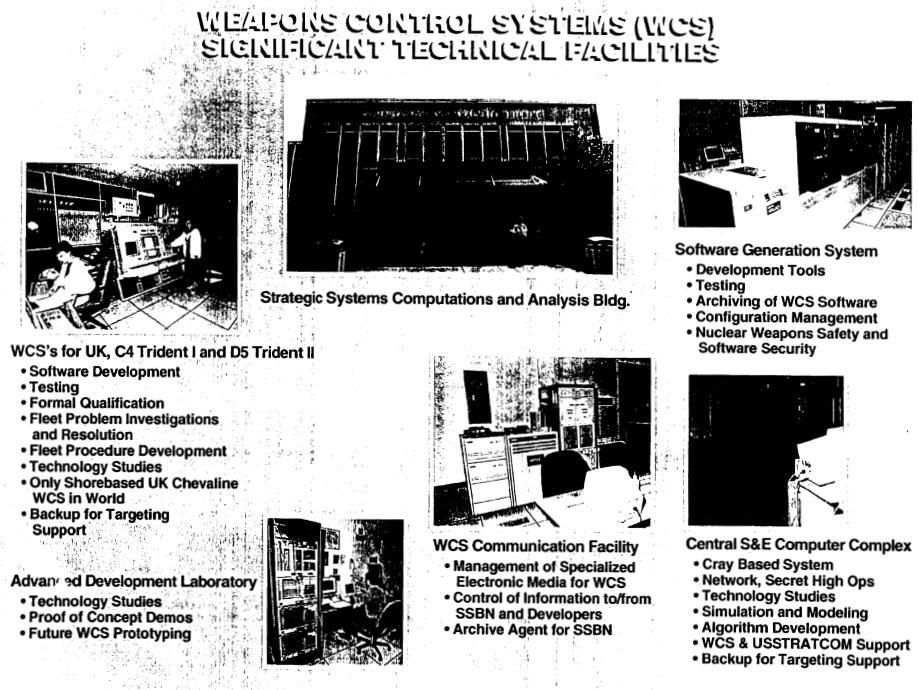 WEAPONS CONTROL SYSTEMS (WCS)
SIGNIFICANT TECHNICAL FACILITIES
Strategic Systems Computations and Analysis Bldg.
WCS's for UK, C4 Trident I and D5 Trident II
• Software Development
• Testing
• Formal Qualification
• Fleet Problem Investigations
and Resolution
• Fleet Procedure Development
• Technology Studies
• Only Shorebased UK Chevaline
WCS in World
• Backup for Targeting
Support
Advanced Development Laboratory
• Technology Studies
• Proof of Concept Demos
• Future WCS Prototyping
WCS Communication Facility
• Management of Specialized
Electronic Media for WCS
• Control of Information to/from
SSBN and Developers
• Archive Agent for SSBN
Software Generation System
• Development Tools
• Testing
• Archiving of WCS Software
• Configuration Management
• Nuclear Weapons Safety and
Software Security
Central S&E Computer Complex
• Cray Based System
• Network, Secret High Ops
• Technology Studies
• Simulation and Modeling
• Algorithm Development
• WCS & USSTRATCOM Support
• Backup for Targeting Support